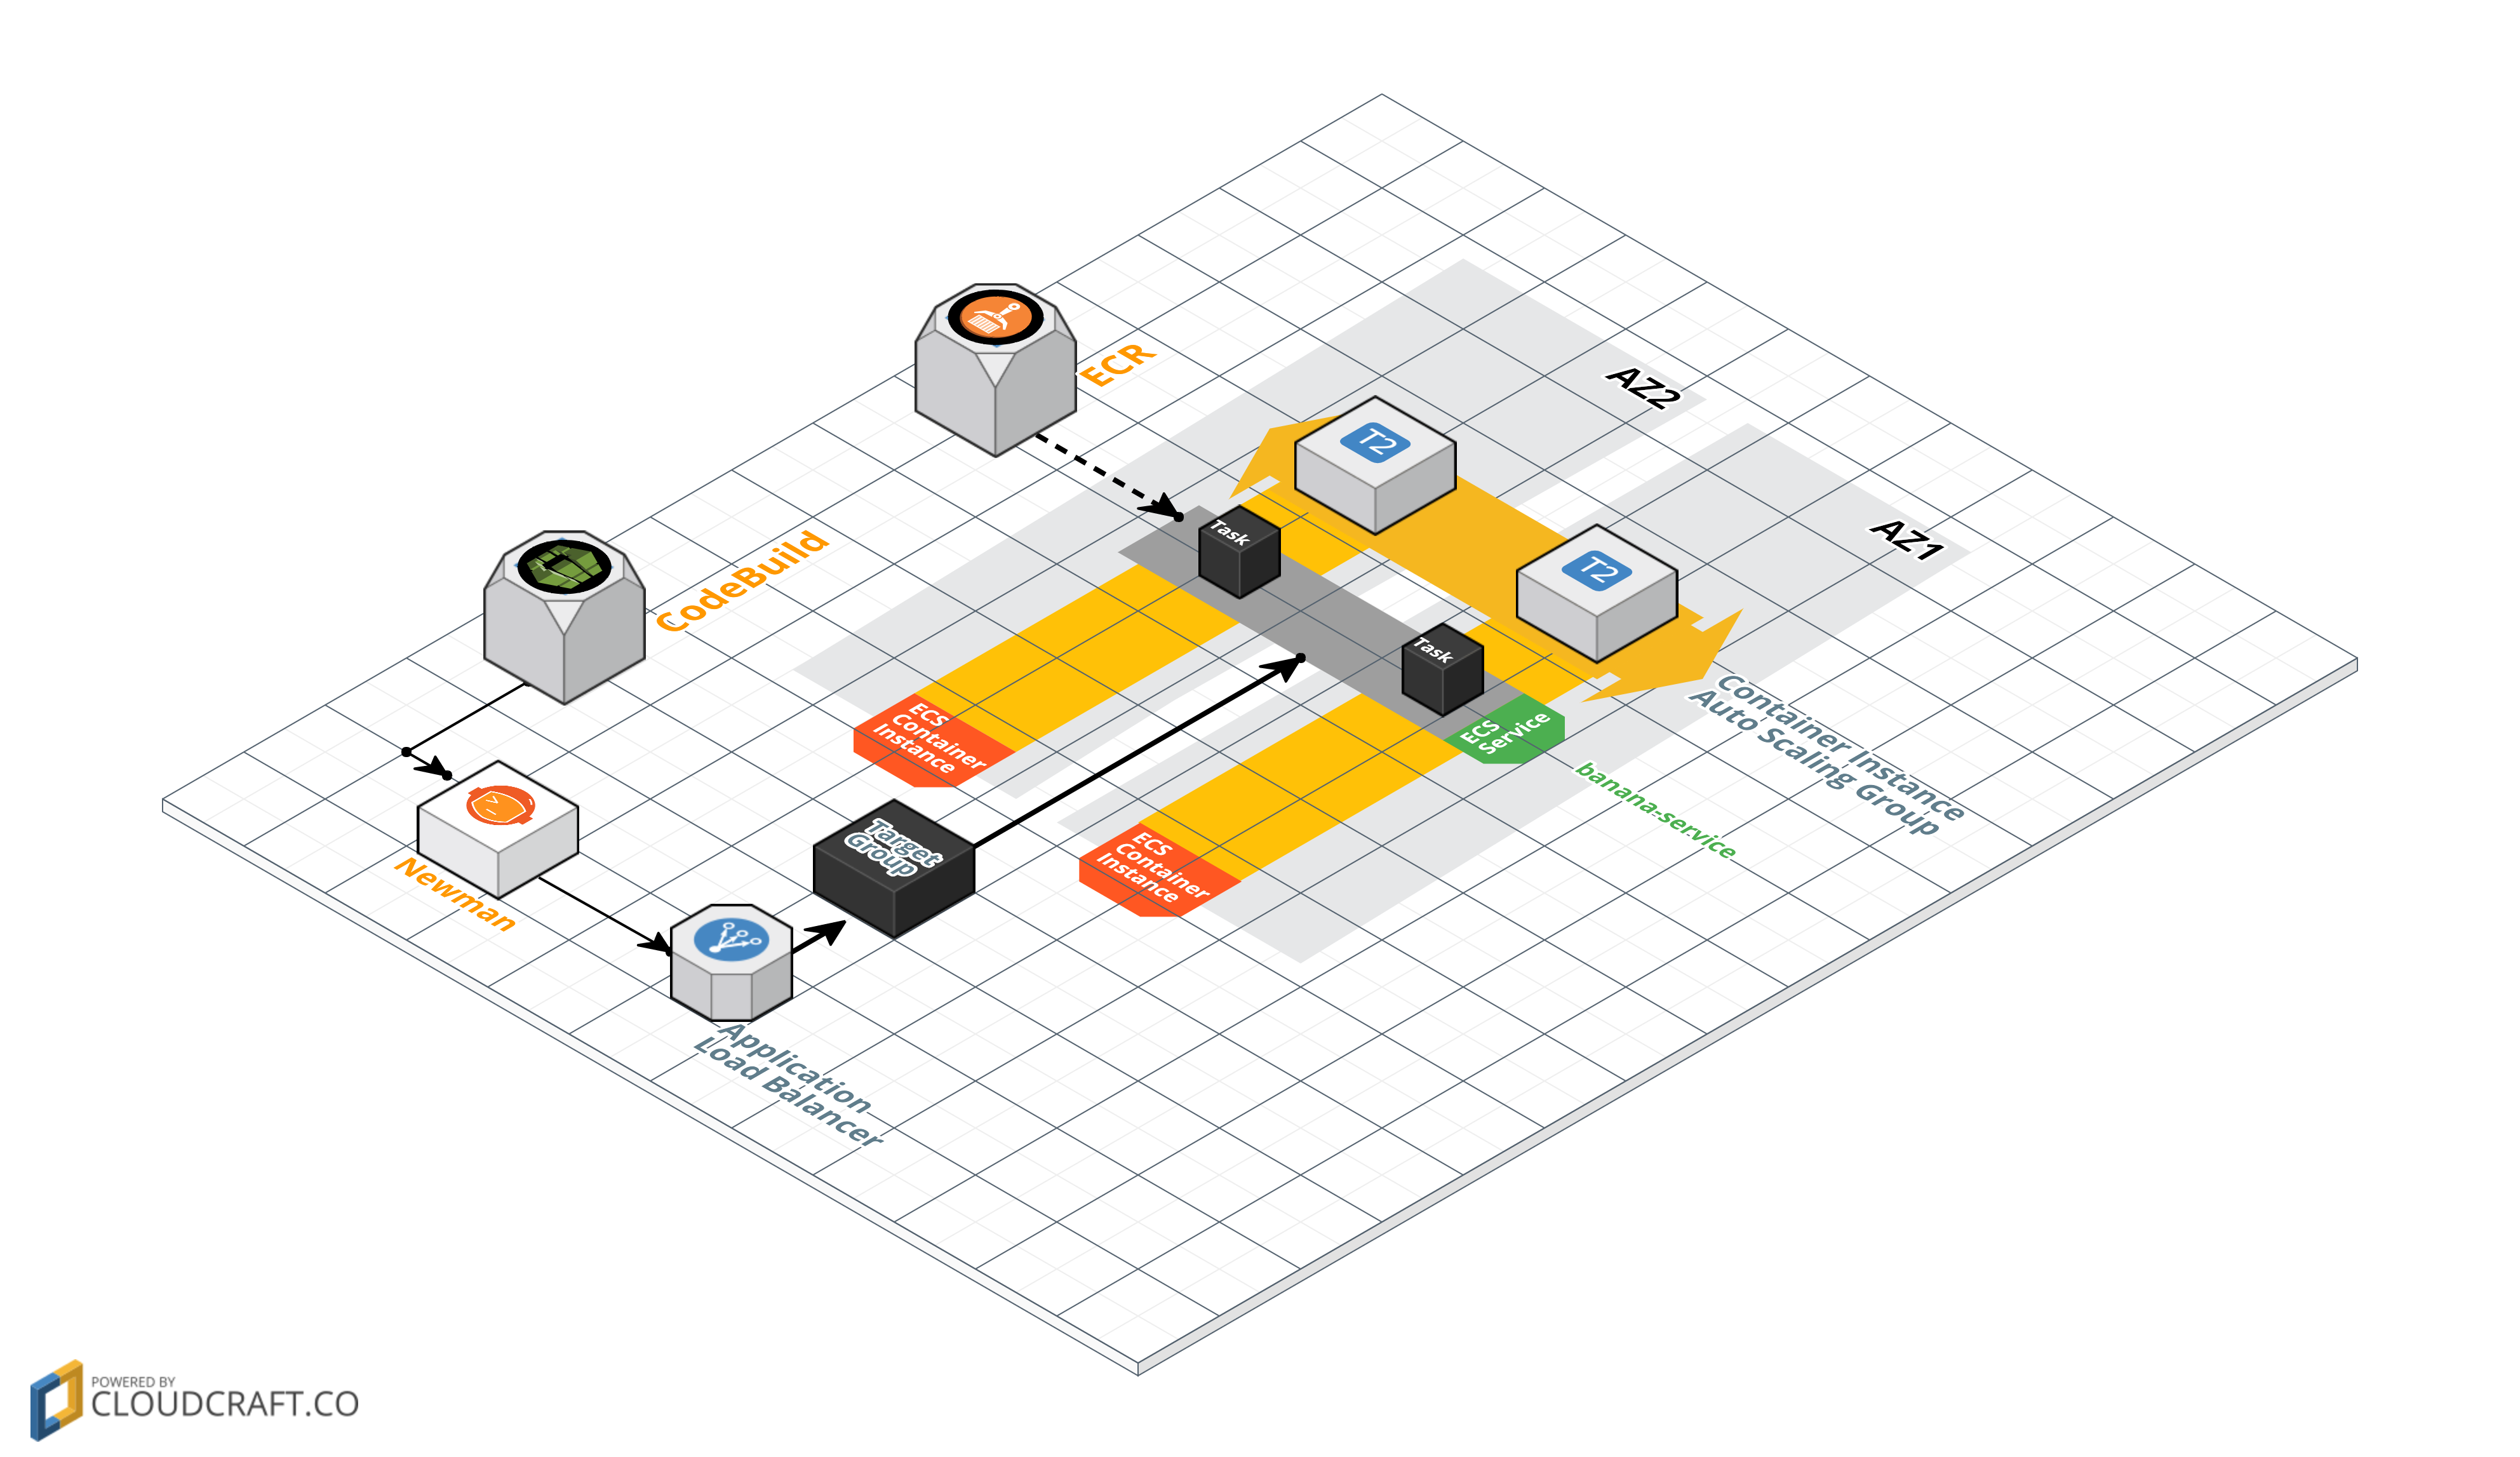 ECR
AZ2
T2
AZ1
Task
T2
CodeBuild
Task
ECS
Container
Instance
ECS
Service
Container Instance
Auto Scaling Group
banana-service
Target
Group
ECS
Container
Instance
Newman
Application
Load Balancer
POWERED BY
CLOUDCRAFT.CO